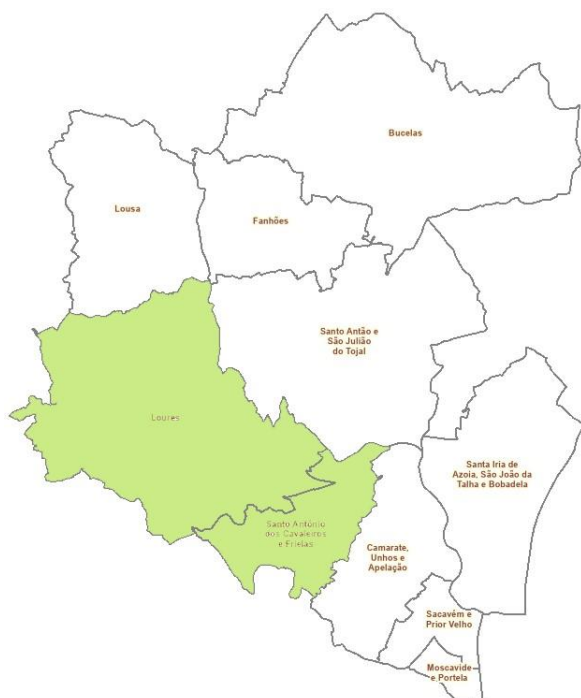 Bucelas
Lousa
Fanhões
Santo Antão e
São Julião
do Tojal
Loures
Santa Iria de
Azoia, São João da
Talha e Bobadela
Santo António
dos Cavaleiros
e Frielas
Camarate,
Unhos e
Apelação
Sacavém e
Prior Velho
Moscavide
e Portela